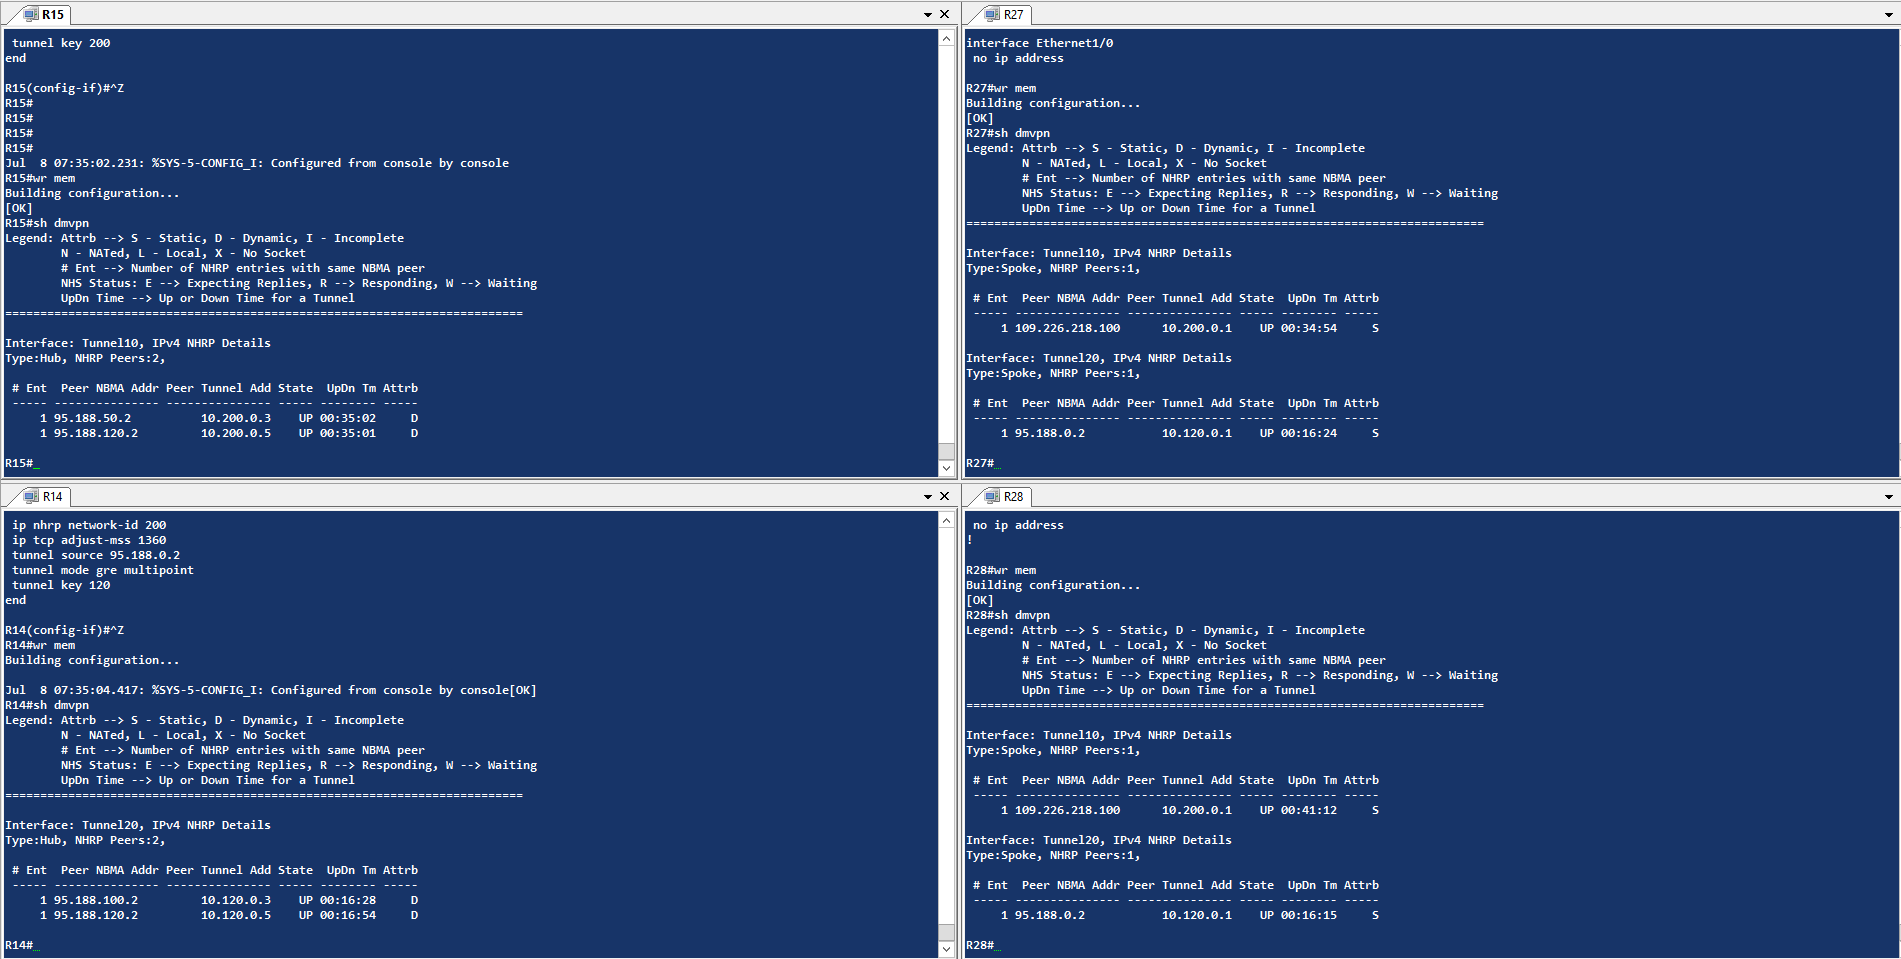 R15
 tunnel key 200
end
R15(config-if)#^Z
R15#
R15#
R15#
R15#
Jul  8 07:35:02.231: %SYS-5-CONFIG_I: Configured from console by console
R15#wr mem
Building configuration...
[OK]
R15#sh dmvpn
Legend: Attrb --> S - Static, D - Dynamic, I - Incomplete
        N - NATed, L - Local, X - No Socket
        # Ent --> Number of NHRP entries with same NBMA peer
        NHS Status: E --> Expecting Replies, R --> Responding, W --> Waiting
        UpDn Time --> Up or Down Time for a Tunnel
==========================================================================
Interface: Tunnel10, IPv4 NHRP Details
Type:Hub, NHRP Peers:2,
 # Ent  Peer NBMA Addr Peer Tunnel Add State  UpDn Tm Attrb
 ----- --------------- --------------- ----- -------- -----
     1 95.188.50.2          10.200.0.3    UP 00:35:02     D
     1 95.188.120.2         10.200.0.5    UP 00:35:01     D
R15#_
R27
interface Ethernet1/0
 no ip address
R27#wr mem
Building configuration...
[OK]
R27#sh dmvpn
Legend: Attrb --> S - Static, D - Dynamic, I - Incomplete
        N - NATed, L - Local, X - No Socket
        # Ent --> Number of NHRP entries with same NBMA peer
        NHS Status: E --> Expecting Replies, R --> Responding, W --> Waiting
        UpDn Time --> Up or Down Time for a Tunnel
==========================================================================
Interface: Tunnel10, IPv4 NHRP Details
Type:Spoke, NHRP Peers:1,
 # Ent  Peer NBMA Addr Peer Tunnel Add State  UpDn Tm Attrb
 ----- --------------- --------------- ----- -------- -----
     1 109.226.218.100      10.200.0.1    UP 00:34:54     S
Interface: Tunnel20, IPv4 NHRP Details
Type:Spoke, NHRP Peers:1,
 # Ent  Peer NBMA Addr Peer Tunnel Add State  UpDn Tm Attrb
 ----- --------------- --------------- ----- -------- -----
     1 95.188.0.2           10.120.0.1    UP 00:16:24     S
R27#_
R14
 ip nhrp network-id 200
 ip tcp adjust-mss 1360
 tunnel source 95.188.0.2
 tunnel mode gre multipoint
 tunnel key 120
end
R14(config-if)#^Z
R14#wr mem
Building configuration...
Jul  8 07:35:04.417: %SYS-5-CONFIG_I: Configured from console by console[OK]
R14#sh dmvpn
Legend: Attrb --> S - Static, D - Dynamic, I - Incomplete
        N - NATed, L - Local, X - No Socket
        # Ent --> Number of NHRP entries with same NBMA peer
        NHS Status: E --> Expecting Replies, R --> Responding, W --> Waiting
        UpDn Time --> Up or Down Time for a Tunnel
==========================================================================
Interface: Tunnel20, IPv4 NHRP Details
Type:Hub, NHRP Peers:2,
 # Ent  Peer NBMA Addr Peer Tunnel Add State  UpDn Tm Attrb
 ----- --------------- --------------- ----- -------- -----
     1 95.188.100.2         10.120.0.3    UP 00:16:28     D
     1 95.188.120.2         10.120.0.5    UP 00:16:54     D
R14#_
R28
 no ip address
!
R28#wr mem
Building configuration...
[OK]
R28#sh dmvpn
Legend: Attrb --> S - Static, D - Dynamic, I - Incomplete
        N - NATed, L - Local, X - No Socket
        # Ent --> Number of NHRP entries with same NBMA peer
        NHS Status: E --> Expecting Replies, R --> Responding, W --> Waiting
        UpDn Time --> Up or Down Time for a Tunnel
==========================================================================
Interface: Tunnel10, IPv4 NHRP Details
Type:Spoke, NHRP Peers:1,
 # Ent  Peer NBMA Addr Peer Tunnel Add State  UpDn Tm Attrb
 ----- --------------- --------------- ----- -------- -----
     1 109.226.218.100      10.200.0.1    UP 00:41:12     S
Interface: Tunnel20, IPv4 NHRP Details
Type:Spoke, NHRP Peers:1,
 # Ent  Peer NBMA Addr Peer Tunnel Add State  UpDn Tm Attrb
 ----- --------------- --------------- ----- -------- -----
     1 95.188.0.2           10.120.0.1    UP 00:16:15     S
R28#_